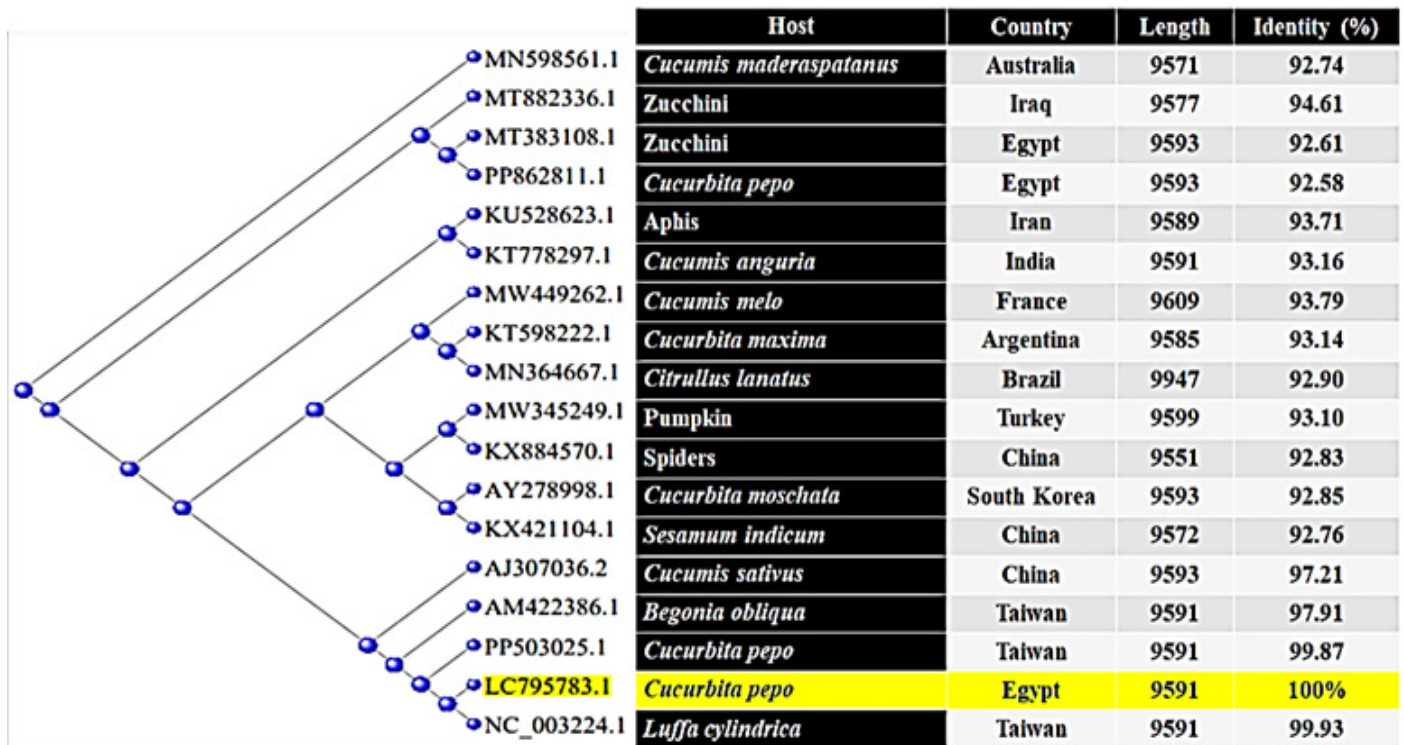 Host Country Length Identity (%)
MN598561.1 Cucumis maderaspatanus Australia 9571 92.74
MT882336.1 Zucchini Iraq 9577 94.61
MT383108.1 Zucchini Egypt 9593 92.61
PP862811.1 Cucurbita pepo Egypt 9593 92.58
KU528623.1 Aphis Iran 9589 93.71
KT778297.1 Cucumis anguria India 9591 93.16
MW449262.1 Cucumis melo France 9609 93.79
KT598222.1 Cucurbita maxima Argentina 9585 93.14
MN364667.1 Citrullus lanatus Brazil 9947 92.90
MW345249.1 Pumpkin Turkey 9599 93.10
KX884570.1 Spiders China 9551 92.83
AY278998.1 Cucurbita moschata South Korea 9593 92.85
KX421104.1 Sesamum indicum China 9572 92.76
AJ307036.2 Cucumis sativus China 9593 97.21
AM422386.1 Begonia obliqua Taiwan 9591 97.91
PP503025.1 Cucurbita pepo Taiwan 9591 99.87
LC795783.1 Cucurbita pepo Egypt 9591 100%
NC_003224.1 Luffa cylindrica Taiwan 9591 99.93